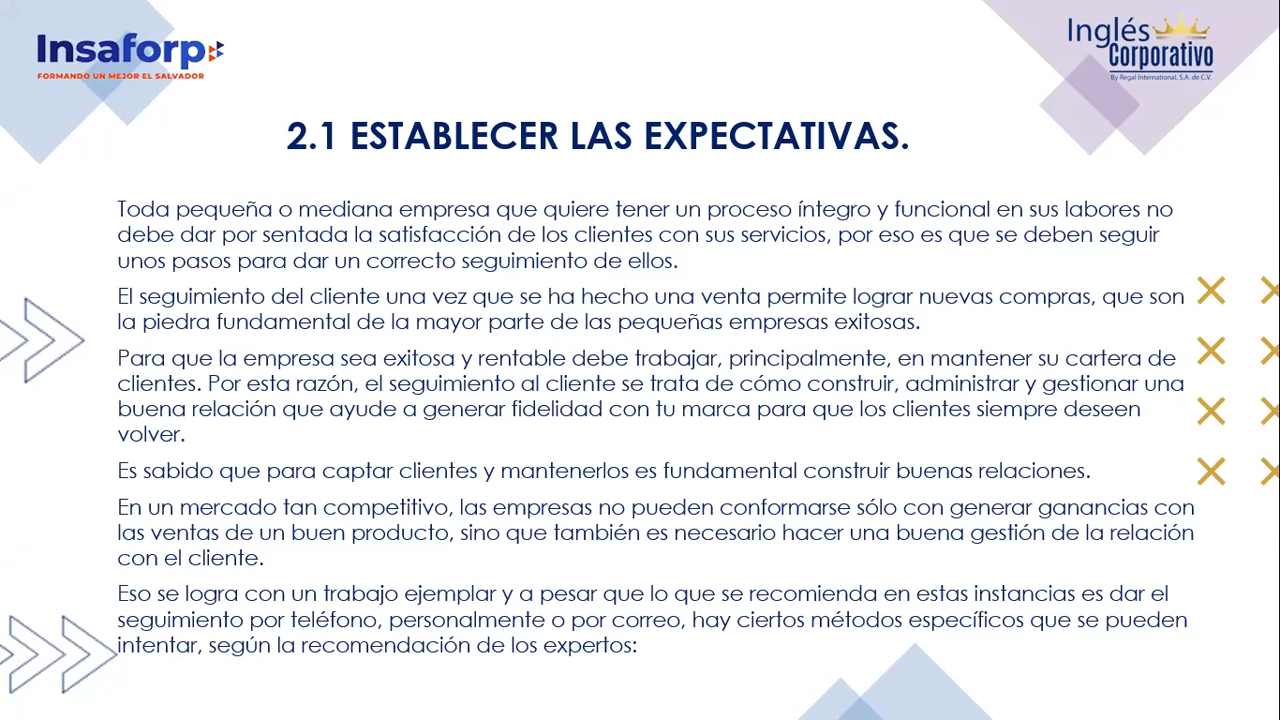 Insaforp
FORMANDO UN MEJOR EL SALVADOR
Inglés
Corporativo
By Regal International, S.A. de C.V.
2.1 ESTABLECER LAS EXPECTATIVAS.
Toda pequeña o mediana empresa que quiere tener un proceso íntegro y funcional en sus labores no
debe dar por sentada la satisfacción de los clientes con sus servicios, por eso es que se deben seguir
unos pasos para dar un correcto seguimiento de ellos.
El seguimiento del cliente una vez que se ha hecho una venta permite lograr nuevas compras, que son
la piedra fundamental de la mayor parte de las pequeñas empresas exitosas.
Para que la empresa sea exitosa y rentable debe trabajar, principalmente, en mantener su cartera de
clientes. Por esta razón, el seguimiento al cliente se trata de cómo construir, administrar y gestionar una
buena relación que ayude a generar fidelidad con tu marca para que los clientes siempre deseen
volver.
Es sabido que para captar clientes y mantenerlos es fundamental construir buenas relaciones.
En un mercado tan competitivo, las empresas no pueden conformarse sólo con generar ganancias con
las ventas de un buen producto, sino que también es necesario hacer una buena gestión de la relación
con el cliente.
Eso se logra con un trabajo ejemplar y a pesar que lo que se recomienda en estas instancias es dar el
seguimiento por teléfono, personalmente o por correo, hay ciertos métodos específicos que se pueden
intentar, según la recomendación de los expertos: